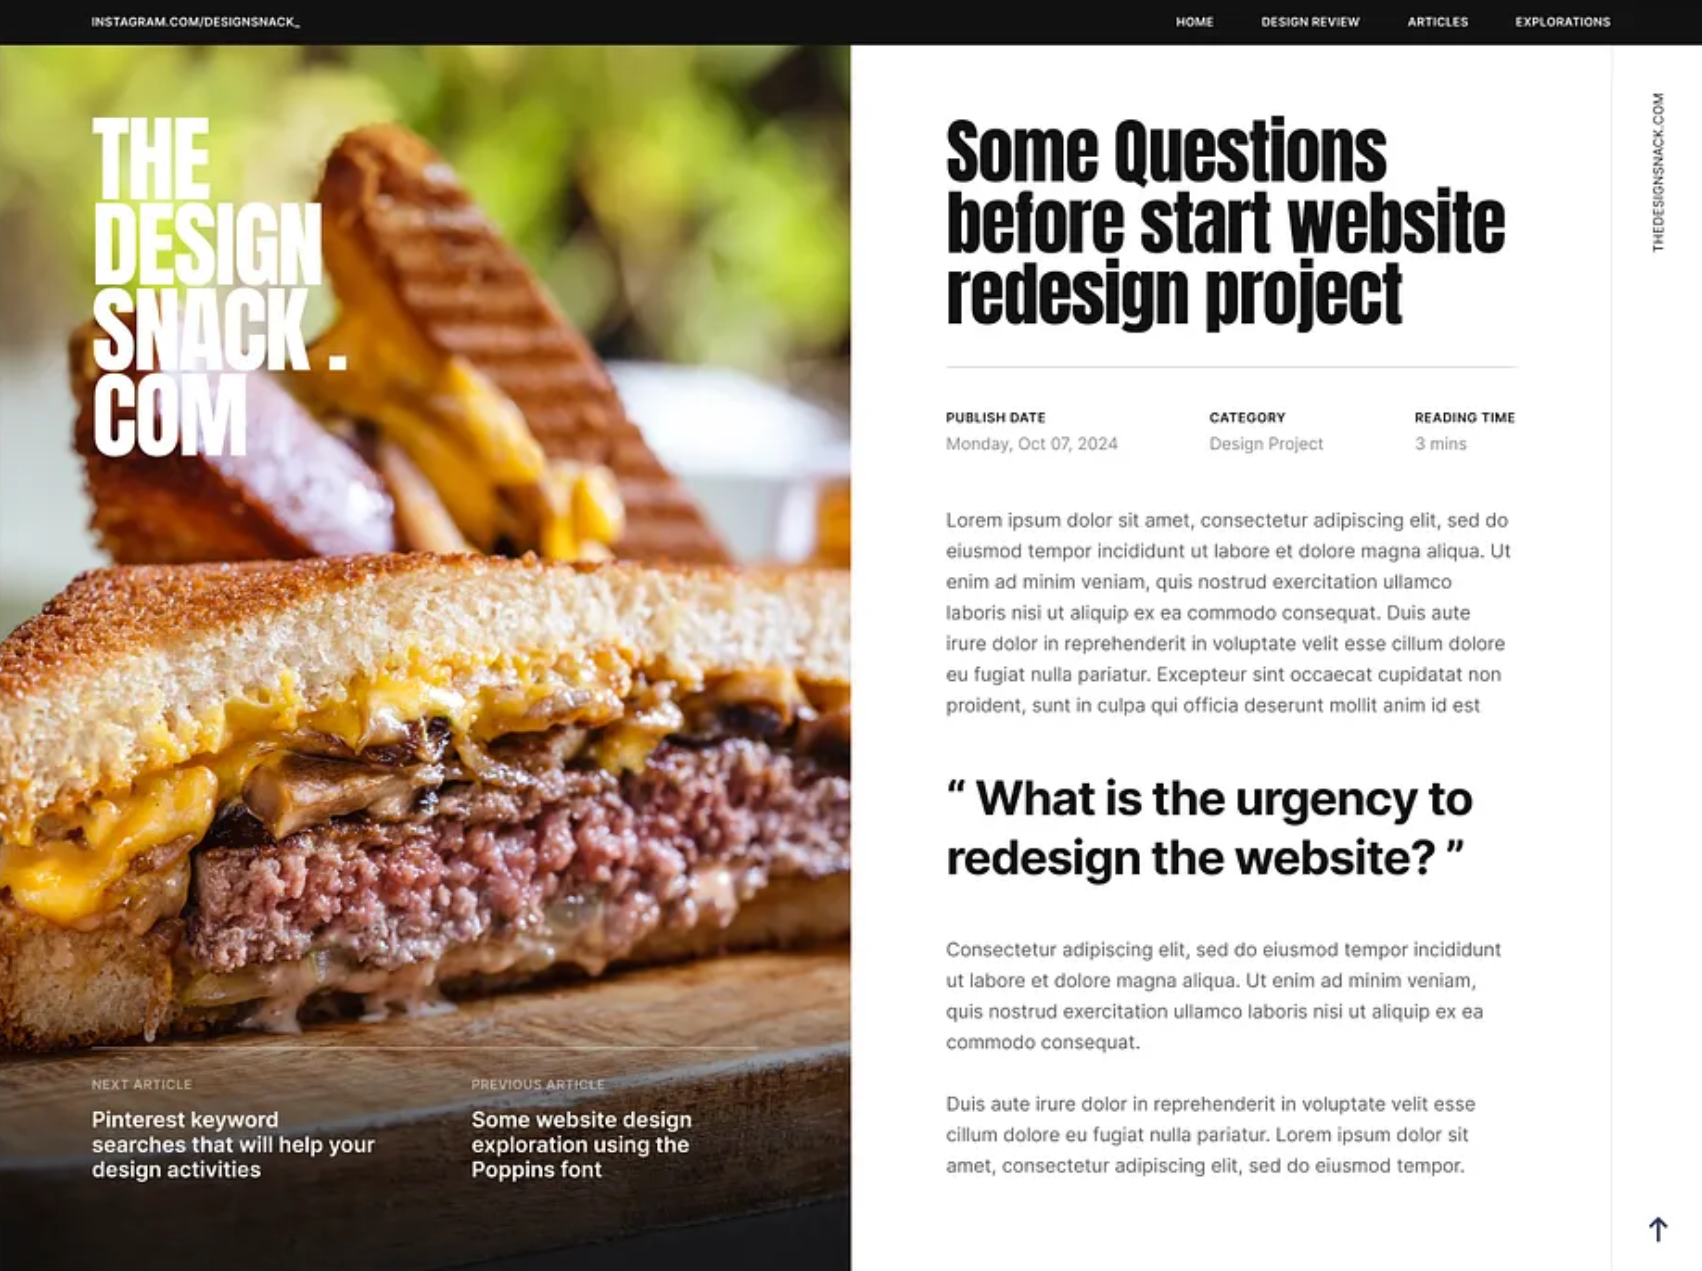 INSTAGRAM.COM/DESIGNSNACK_
HOME DESIGN REVIEW ARTICLES EXPLORATIONS
THE
DESIGN
SNACK .
COM
NEXT ARTICLE
Pinterest keyword
searches that will help your
design activities
PREVIOUS ARTICLE
Some website design
exploration using the
Poppins font
Some Questions
before start website
redesign project
PUBLISH DATE
Monday, Oct 07, 2024
CATEGORY
Design Project
READING TIME
3 mins
Lorem ipsum dolor sit amet, consectetur adipiscing elit, sed do
eiusmod tempor incididunt ut labore et dolore magna aliqua. Ut
enim ad minim veniam, quis nostrud exercitation ullamco
laboris nisi ut aliquip ex ea commodo consequat. Duis aute
irure dolor in reprehenderit in voluptate velit esse cillum dolore
eu fugiat nulla pariatur. Excepteur sint occaecat cupidatat non
proident, sunt in culpa qui officia deserunt mollit anim id est
“ What is the urgency to
redesign the website? ”
Consectetur adipiscing elit, sed do eiusmod tempor incididunt
ut labore et dolore magna aliqua. Ut enim ad minim veniam,
quis nostrud exercitation ullamco laboris nisi ut aliquip ex ea
commodo consequat.
Duis aute irure dolor in reprehenderit in voluptate velit esse
cillum dolore eu fugiat nulla pariatur. Lorem ipsum dolor sit
amet, consectetur adipiscing elit, sed do eiusmod tempor.
THEDESIGNSNACK.COM